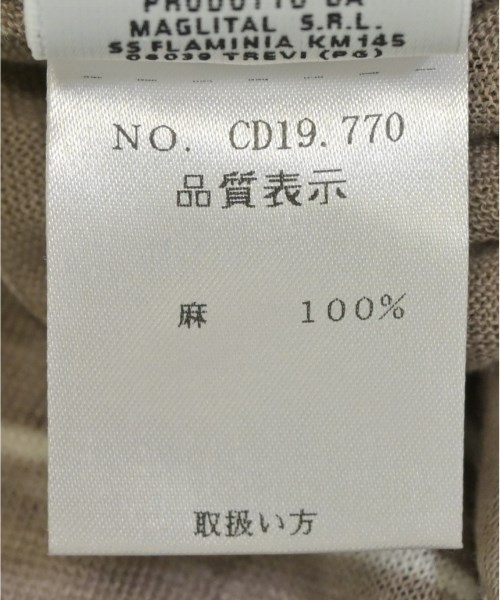 PRODOTTO DA
MAGLITAL S.R.L.
SS FLAMINIA KM 145
06039 TREVI (PG)
NO. CD19.770
品質表示
麻 100%
取扱い方